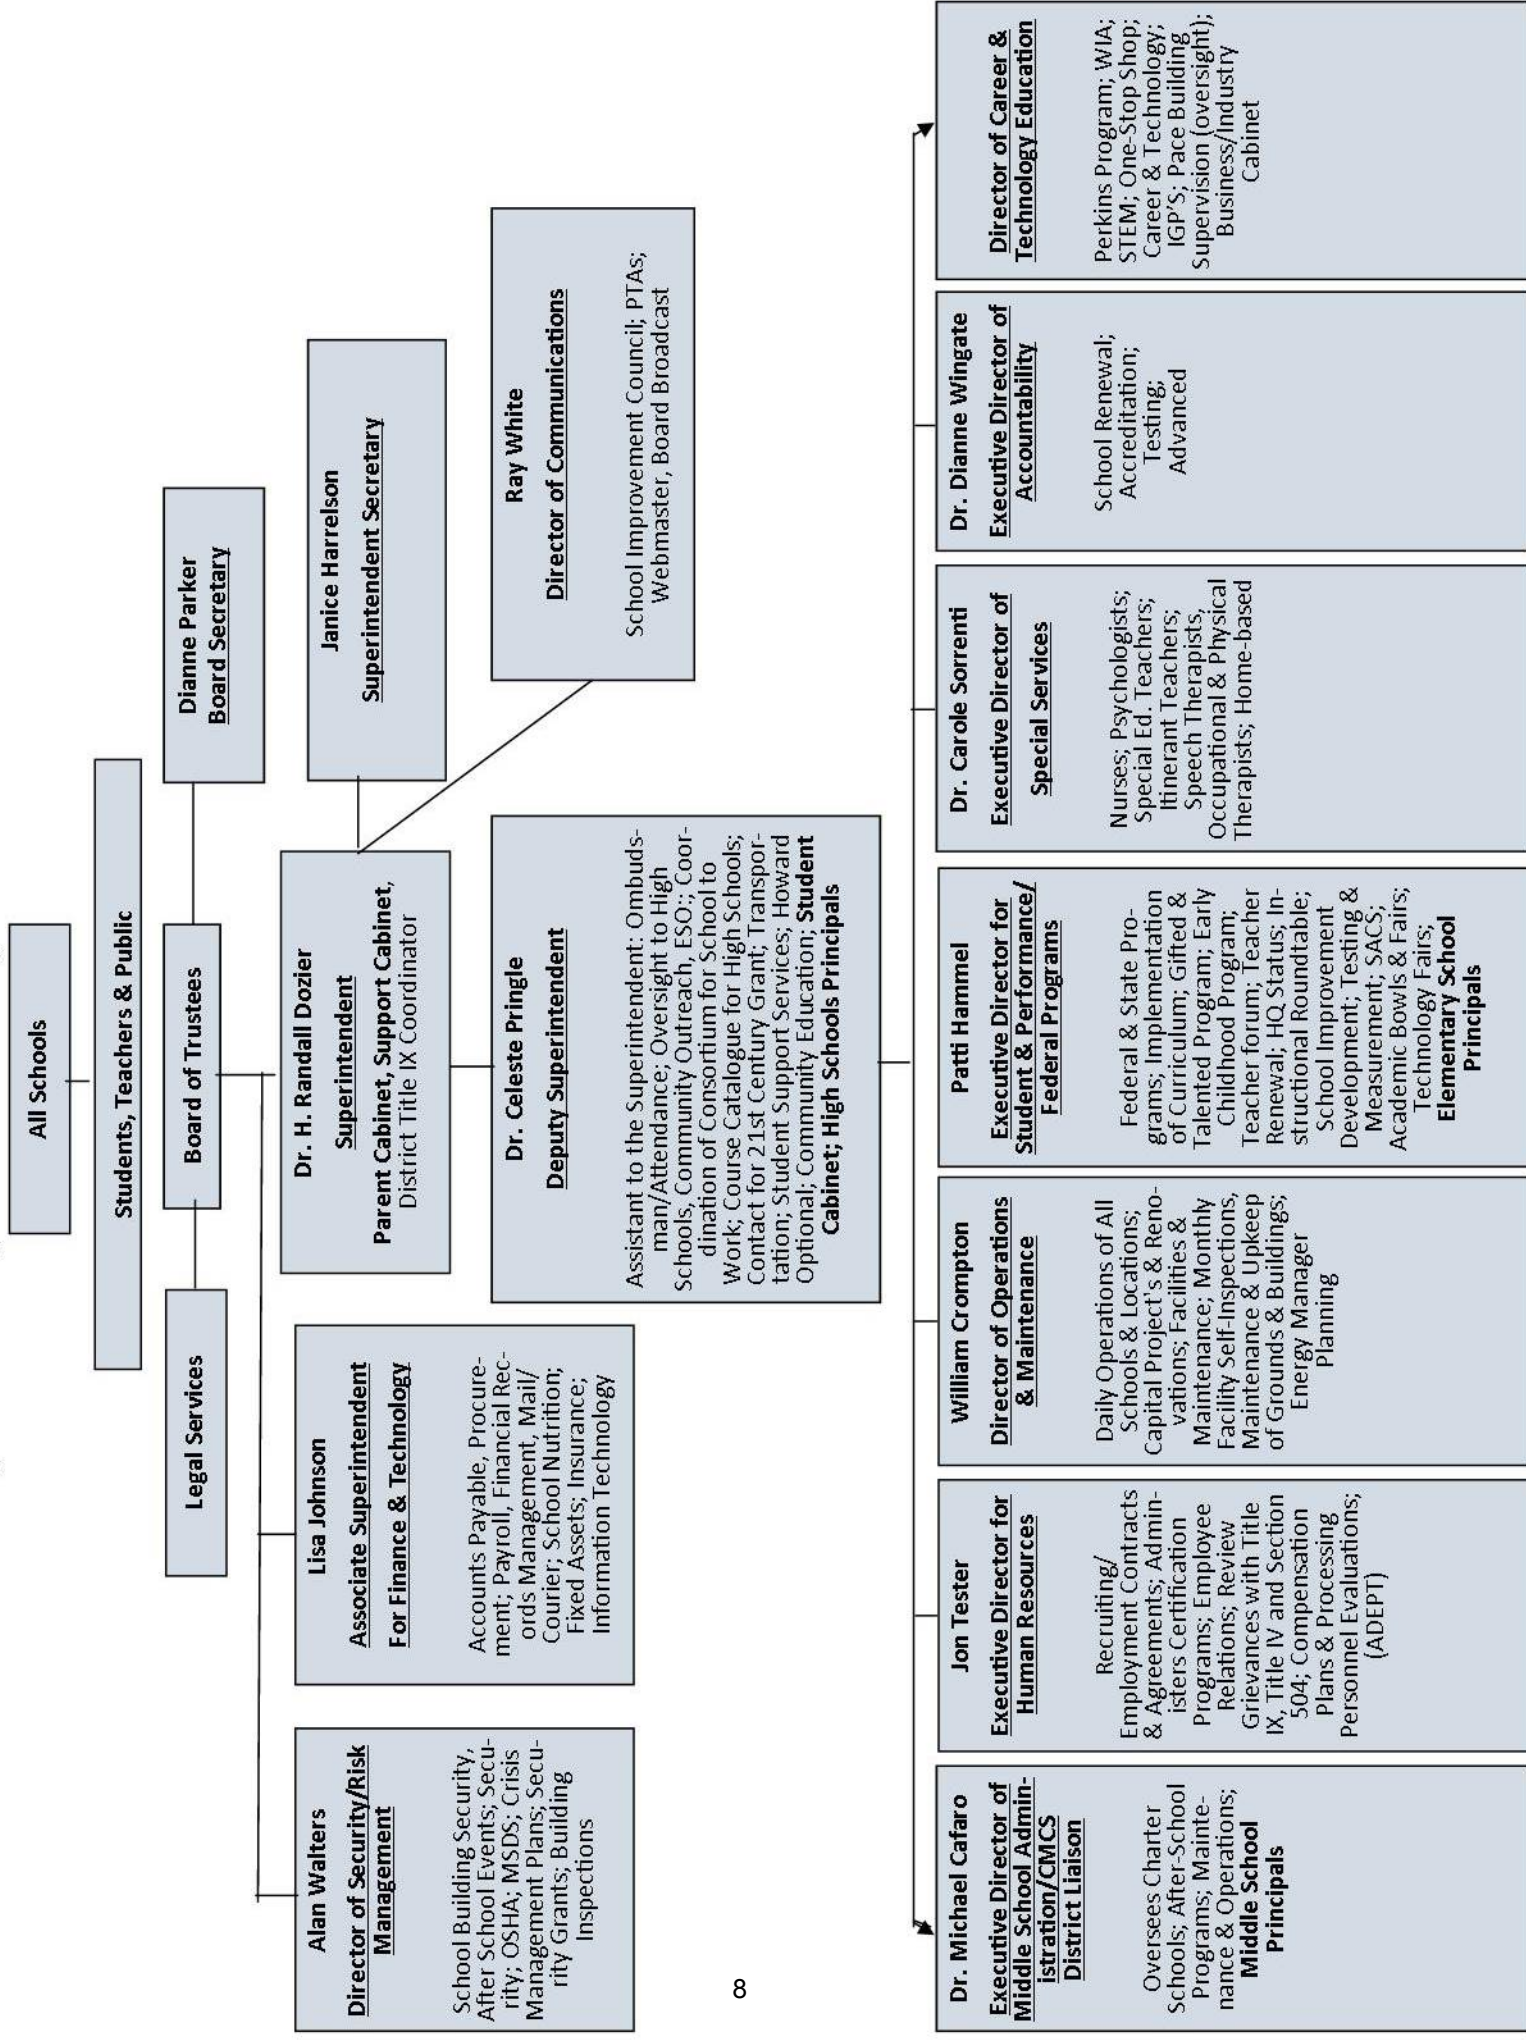 All Schools
Students, Teachers & Public
Legal Services
Board of Trustees
Dianne Parker
Board Secretary
Alan Walters
Director of Security/Risk
Management
School Building Security,
After School Events; Secu-
rity; OSHA; MSDS; Crisis
Management Plans; Secu-
rity Grants; Building
Inspections
Lisa Johnson
Associate Superintendent
For Finance & Technology
Accounts Payable, Procure-
ment; Payroll, Financial Rec-
ords Management, Mail/
Courier; School Nutrition;
Fixed Assets; Insurance;
Information Technology
Dr. H. Randall Dozier
Superintendent
Parent Cabinet, Support Cabinet,
District Title IX Coordinator
Janice Harrelson
Superintendent Secretary
Dr. Celeste Pringle
Deputy Superintendent
Assistant to the Superintendent: Ombuds-
man/Attendance; Oversight to High
Schools, Community Outreach, ESO:; Coor-
dination of Consortium for School to
Work; Course Catalogue for High Schools;
Contact for 21st Century Grant; Transpor-
tation; Student Support Services; Howard
Optional; Community Education; Student
Cabinet; High Schools Principals
Ray White
Director of Communications
School Improvement Council; PTAs;
Webmaster, Board Broadcast
Dr. Michael Cafaro
Executive Director of
Middle School Admin-
istration/CMCS
District Liaison
Oversees Charter
Schools; After-School
Programs; Mainte-
nance & Operations;
Middle School
Principals
Jon Tester
Executive Director for
Human Resources
Recruiting/
Employment Contracts
& Agreements; Admin-
isters Certification
Programs; Employee
Relations; Review
Grievances with Title
IX, Title IV and Section
504; Compensation
Plans & Processing
Personnel Evaluations;
(ADEPT)
William Crompton
Director of Operations
& Maintenance
Daily Operations of All
Schools & Locations;
Capital Project's & Reno-
vations; Facilities &
Maintenance; Monthly
Facility Self-Inspections,
Maintenance & Upkeep
of Grounds & Buildings;
Energy Manager
Planning
Patti Hammel
Executive Director for
Student & Performance/
Federal Programs
Federal & State Pro-
grams; Implementation
of Curriculum; Gifted &
Talented Program; Early
Childhood Program;
Teacher forum; Teacher
Renewal; HQ Status; In-
structional Roundtable;
School Improvement
Development; Testing &
Measurement; SACS;
Academic Bowls & Fairs;
Technology Fairs;
Elementary School
Principals
Dr. Carole Sorrenti
Executive Director of
Special Services
Nurses; Psychologists;
Special Ed. Teachers;
Itinerant Teachers;
Speech Therapists,
Occupational & Physical
Therapists; Home-based
Dr. Dianne Wingate
Executive Director of
Accountability
School Renewal;
Accreditation;
Testing;
Advanced
Director of Career &
Technology Education
Perkins Program; WIA;
STEM; One-Stop Shop;
Career & Technology;
IGP'S; Pace Building
Supervision (oversight);
Business/Industry
Cabinet
8